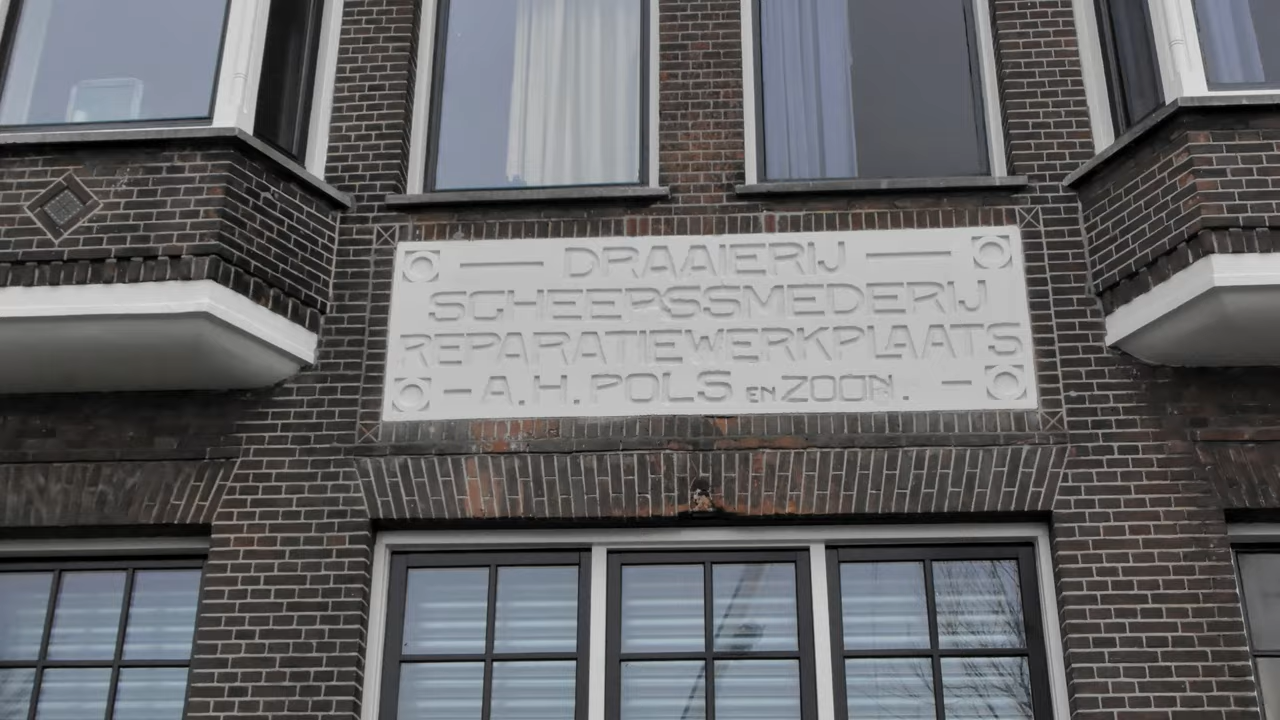 DRAAIERIJ
SCHEEPSSMEDERIJ
REPARATIEWERKPLAATS
- A.H. POLS EN ZOON. -